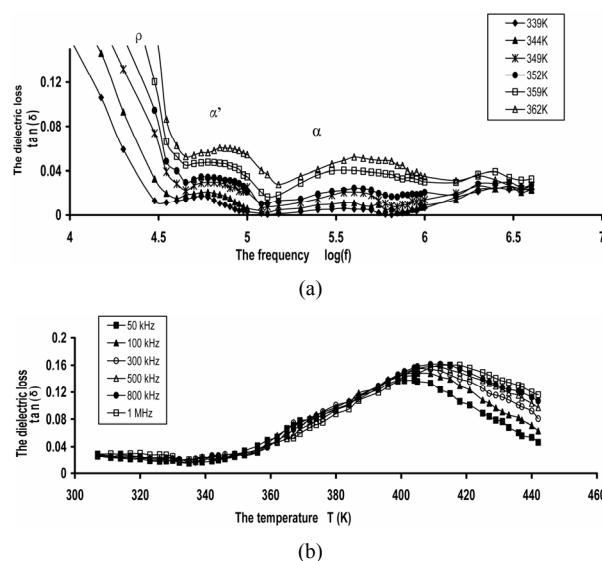 ρ
α’
α
339K
344K
349K
352K
359K
362K
The dielectric loss
tan(δ)
0.12
0.08
0.04
0
4
4.5
5
5.5
6
6.5
7
The frequency log(f)
(a)
50 kHz
100 kHz
300 kHz
500 kHz
800 kHz
1 MHz
The dielectric loss
tan(δ)
0.2
0.16
0.12
0.08
0.04
0
300
320
340
360
380
400
420
440
460
The temperature T (K)
(b)